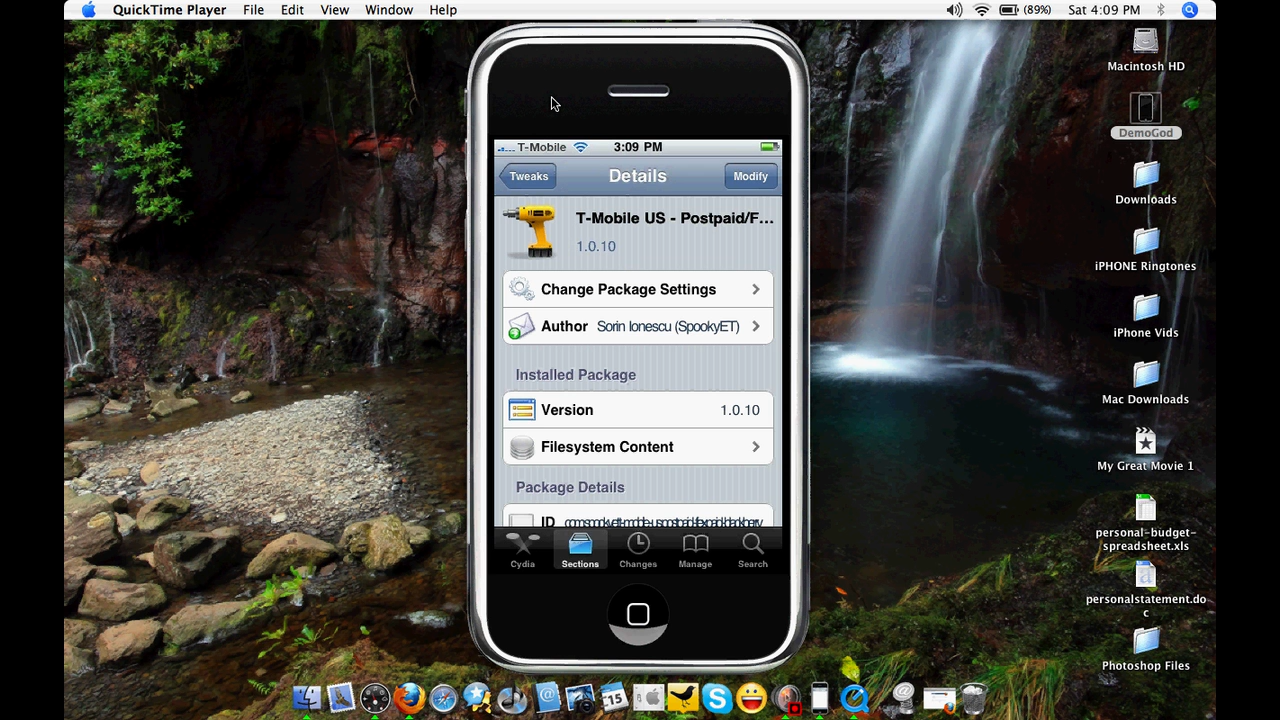 QuickTime Player File Edit View Window Help (89%) Sat 4:09 PM
T-Mobile 3:09 PM
Tweaks Details Modify
T-Mobile US - Postpaid/F...
1.0.10
Change Package Settings
Author Sorin Ionescu (SpookyET)
Installed Package
Version 1.0.10
Filesystem Content
Package Details
ID
Cydia Sections Changes Manage Search
Macintosh HD
DemoGod
Downloads
iPHONE Ringtones
iPhone Vids
Mac Downloads
My Great Movie 1
personal-budget-
spreadsheet.xls
personalstatement.do
c
Photoshop Files
15